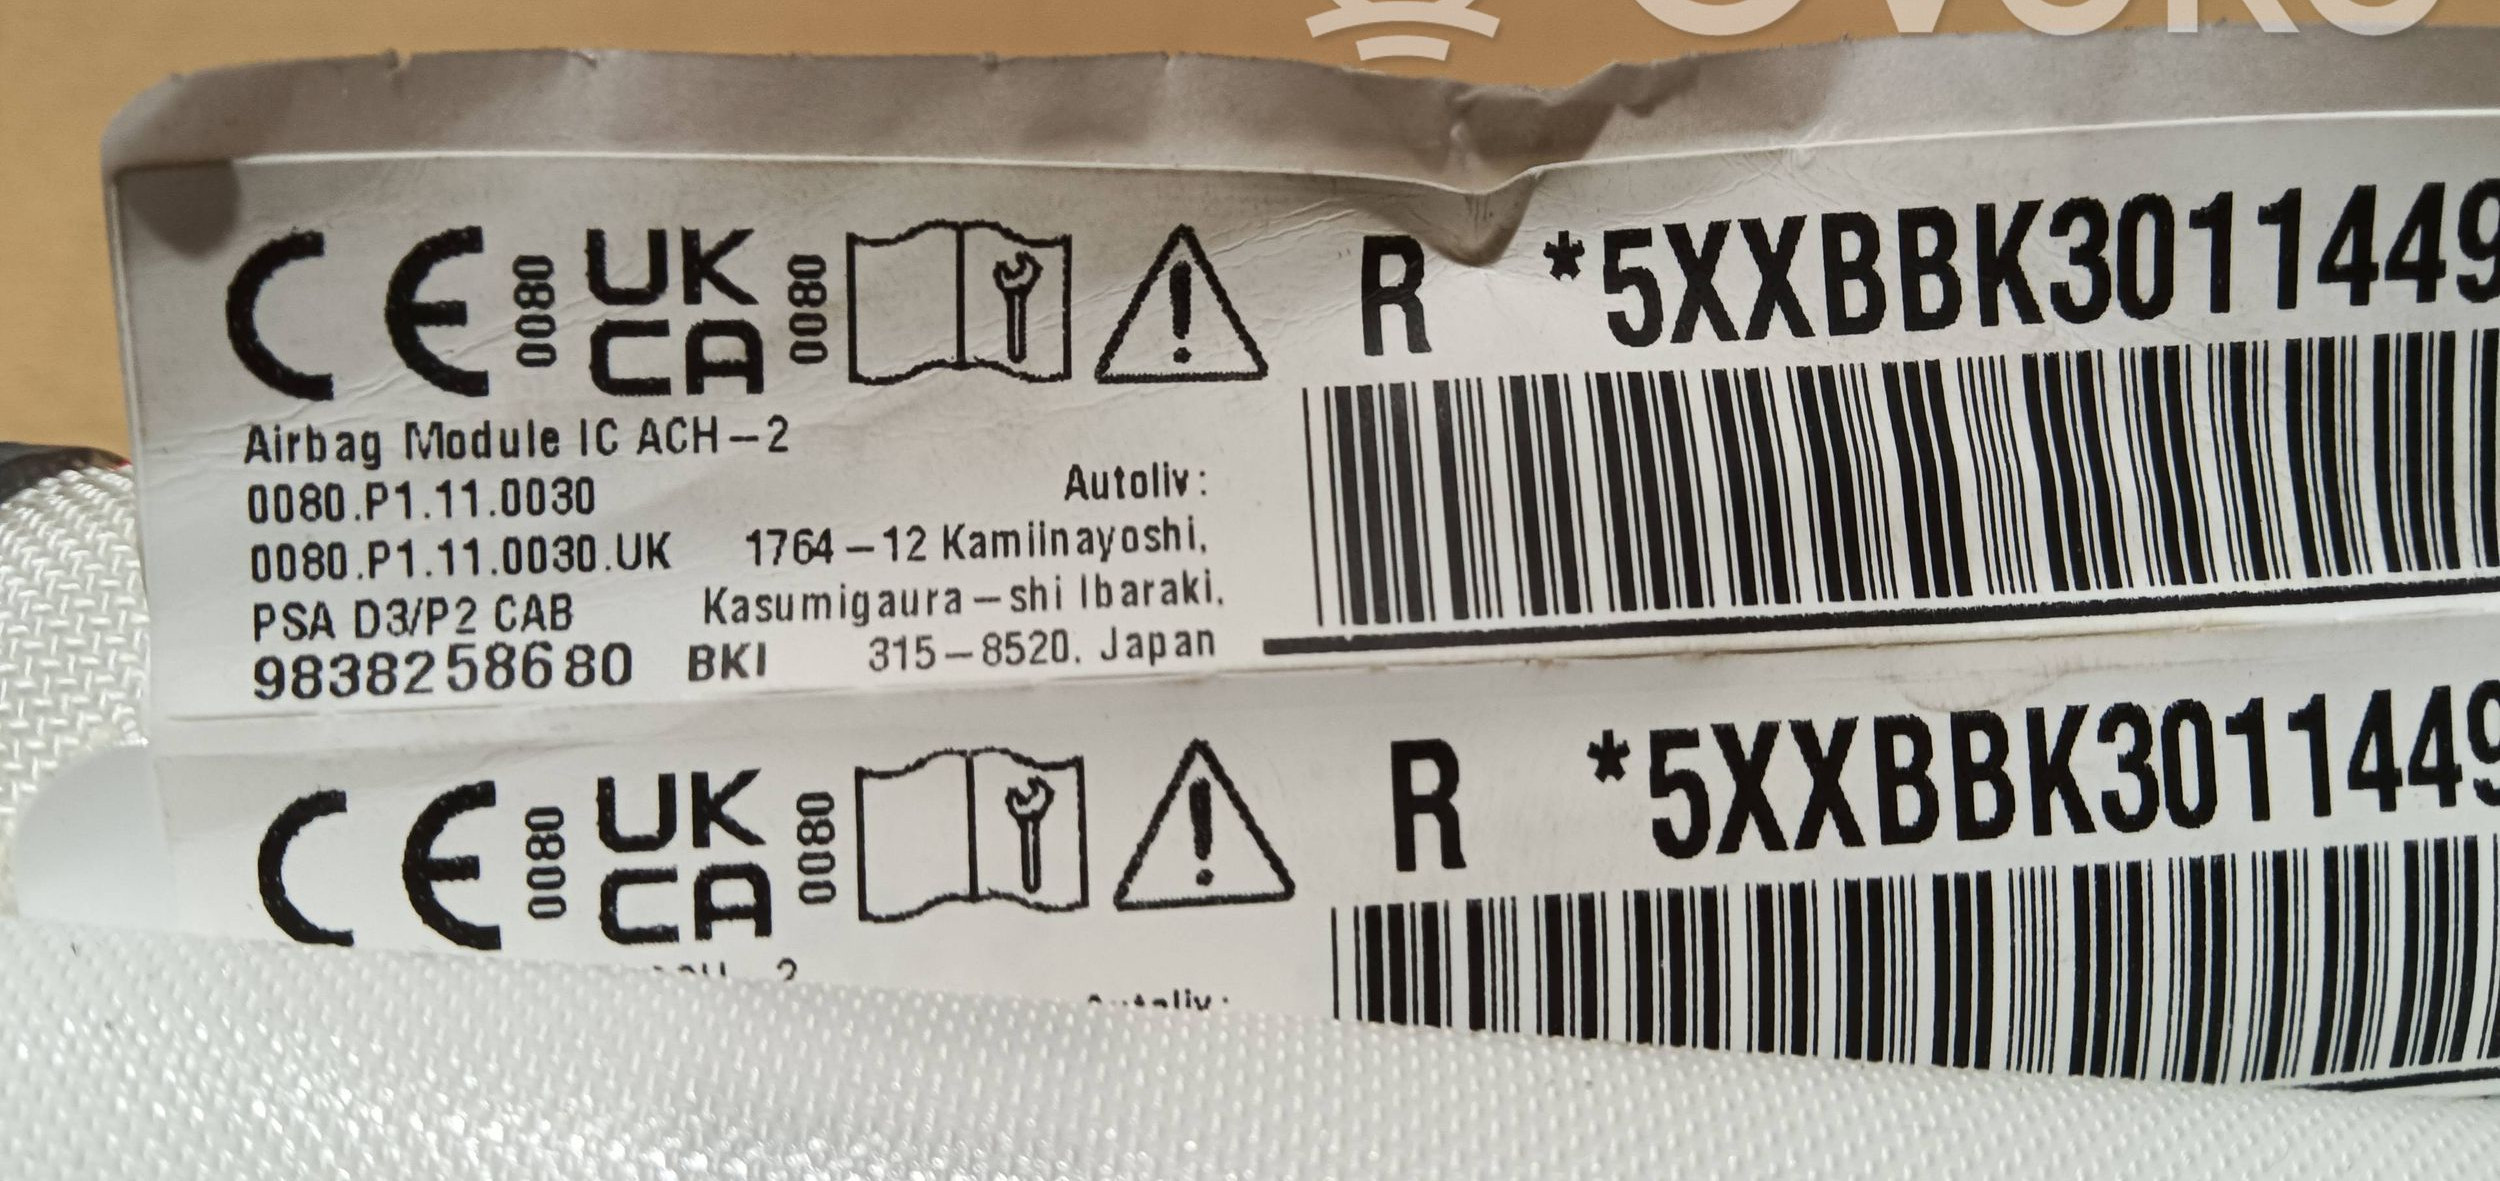 CE 0080 UK CA 0080 R *5XXBBK3011449
Airbag Module IC ACH-2
0080.P1.11.0030
0080.P1.11.0030.UK
PSA D3/P2 CAB
9838258680 BKI
Autoliv:
1764-12 Kamiinayoshi,
Kasumigaura-shi Ibaraki,
315-8520, Japan
CE 0080 UK CA 0080 R *5XXBBK3011449
Autoliv: